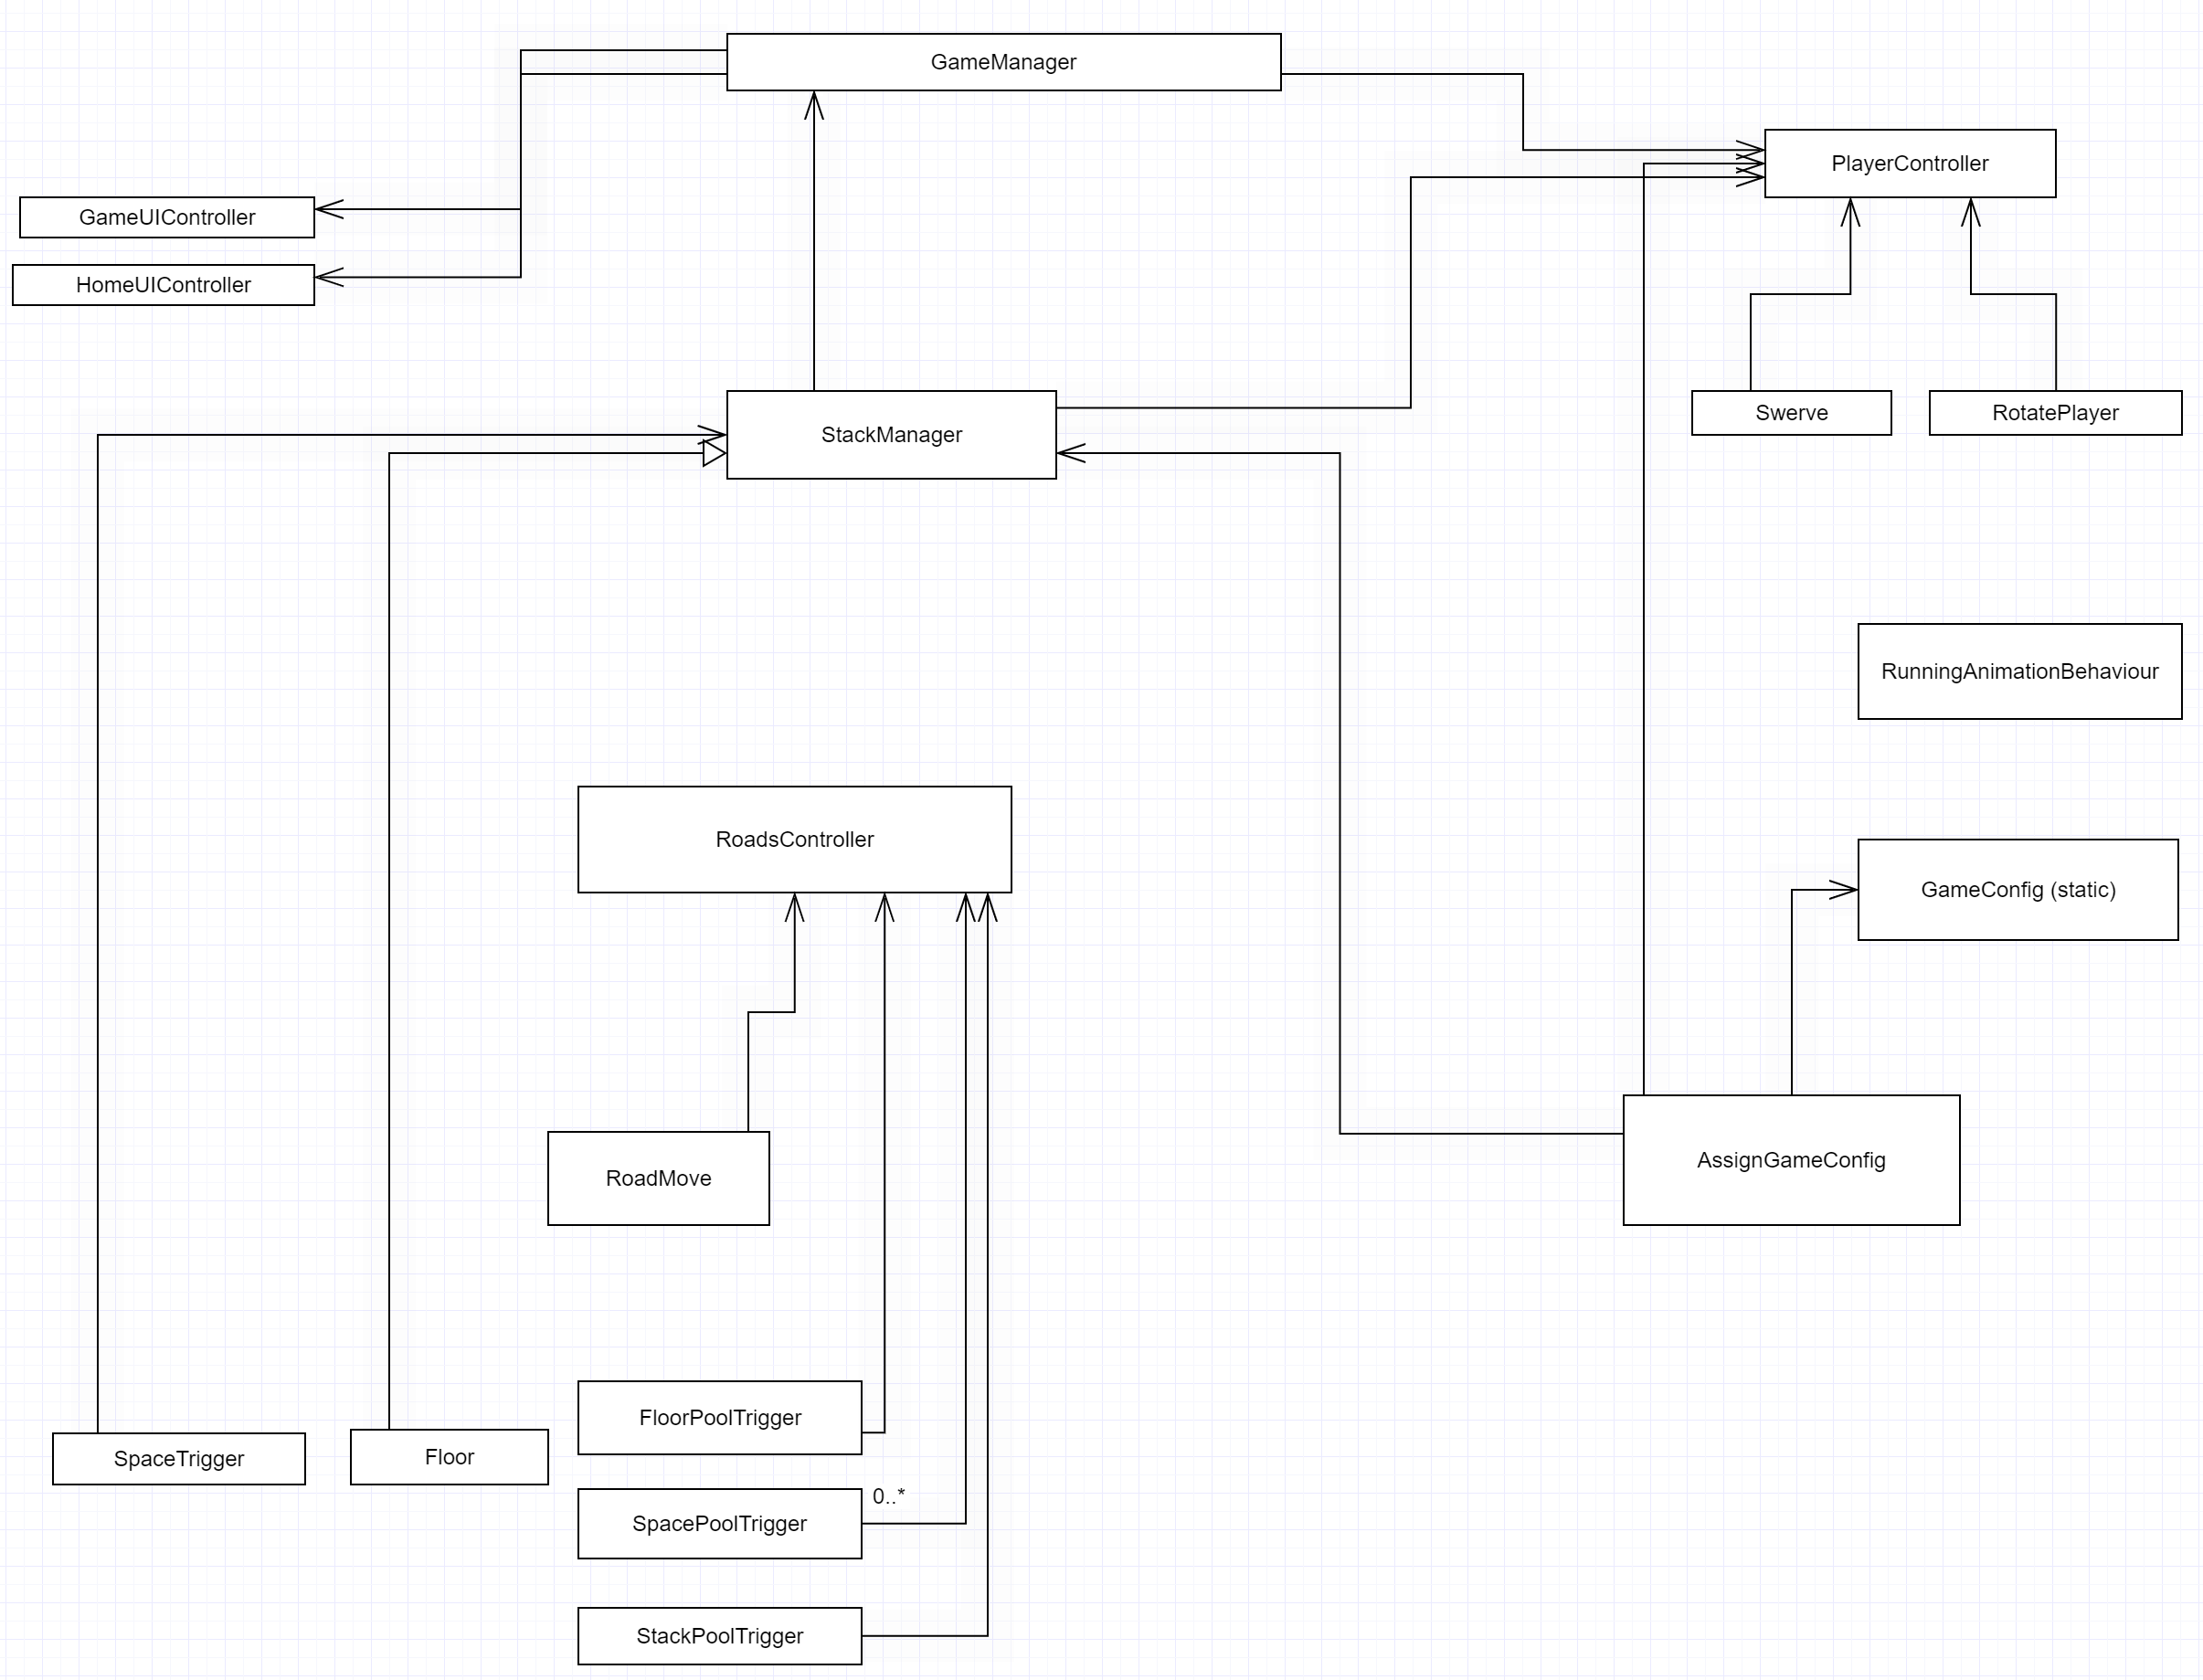 GameManager
PlayerController
GameUIController
HomeUIController
StackManager
Swerve
RotatePlayer
RunningAnimationBehaviour
RoadsController
GameConfig (static)
AssignGameConfig
RoadMove
FloorPoolTrigger
SpaceTrigger
Floor
0..*
SpacePoolTrigger
StackPoolTrigger